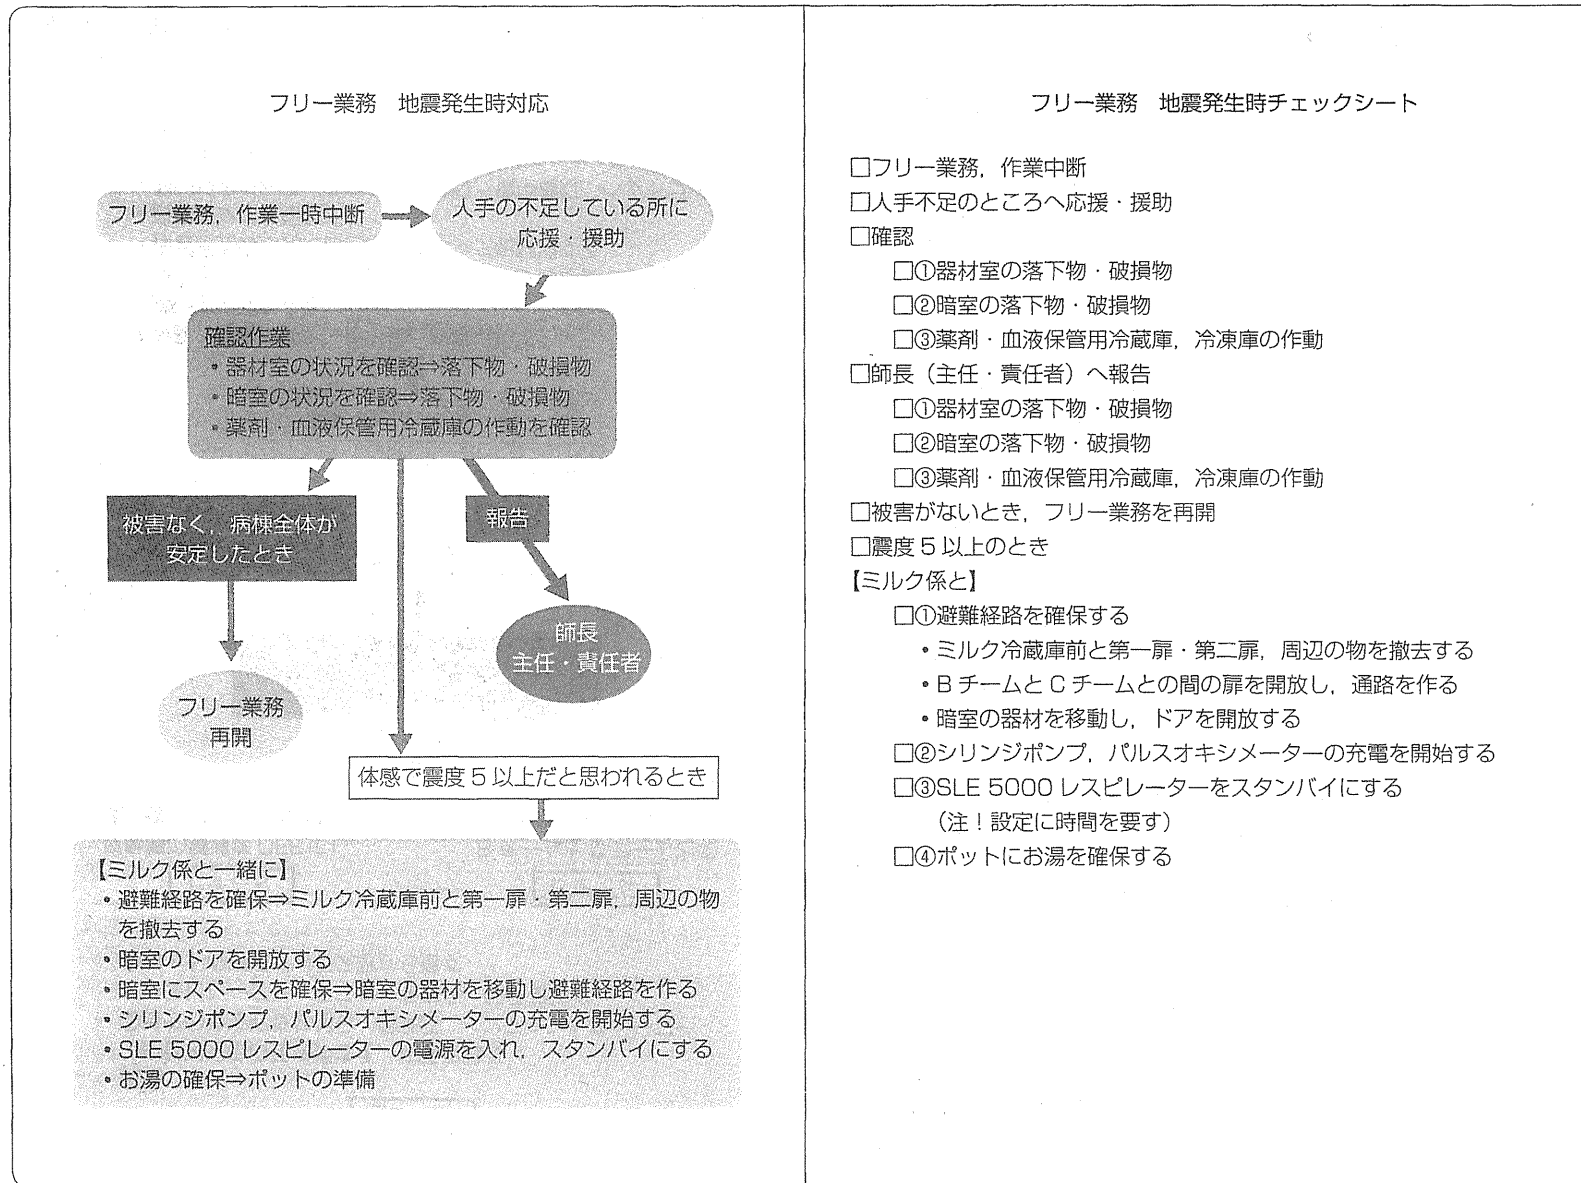 フリー業務 地震発生時対応
フリー業務，作業一時中断
人手の不足している所に
応援・援助
確認作業
・器材室の状況を確認⇒落下物・破損物
・暗室の状況を確認⇒落下物・破損物
・薬剤・血液保管用冷蔵庫の作動を確認
被害なく，病棟全体が
安定したとき
報告
師長
主任・責任者
フリー業務
再開
体感で震度5以上だと思われるとき
【ミルク係と一緒に】
・避難経路を確保⇒ミルク冷蔵庫前と第一扉・第二扉，周辺の物
を撤去する
・暗室のドアを開放する
・暗室にスペースを確保⇒暗室の器材を移動し避難経路を作る
・シリンジポンプ，パルスオキシメーターの充電を開始する
・SLE 5000 レスピレーターの電源を入れ，スタンバイにする
・お湯の確保⇒ポットの準備
フリー業務 地震発生時チェックシート
□フリー業務，作業中断
□人手不足のところへ応援・援助
□確認
□①器材室の落下物・破損物
□②暗室の落下物・破損物
□③薬剤・血液保管用冷蔵庫，冷凍庫の作動
□師長（主任・責任者）へ報告
□①器材室の落下物・破損物
□②暗室の落下物・破損物
□③薬剤・血液保管用冷蔵庫，冷凍庫の作動
□被害がないとき，フリー業務を再開
□震度5以上のとき
【ミルク係と】
□①避難経路を確保する
・ミルク冷蔵庫前と第一扉・第二扉，周辺の物を撤去する
・BチームとCチームとの間の扉を開放し，通路を作る
・暗室の器材を移動し，ドアを開放する
□②シリンジポンプ，パルスオキシメーターの充電を開始する
□③SLE 5000 レスピレーターをスタンバイにする
（注！設定に時間を要す）
□④ポットにお湯を確保する